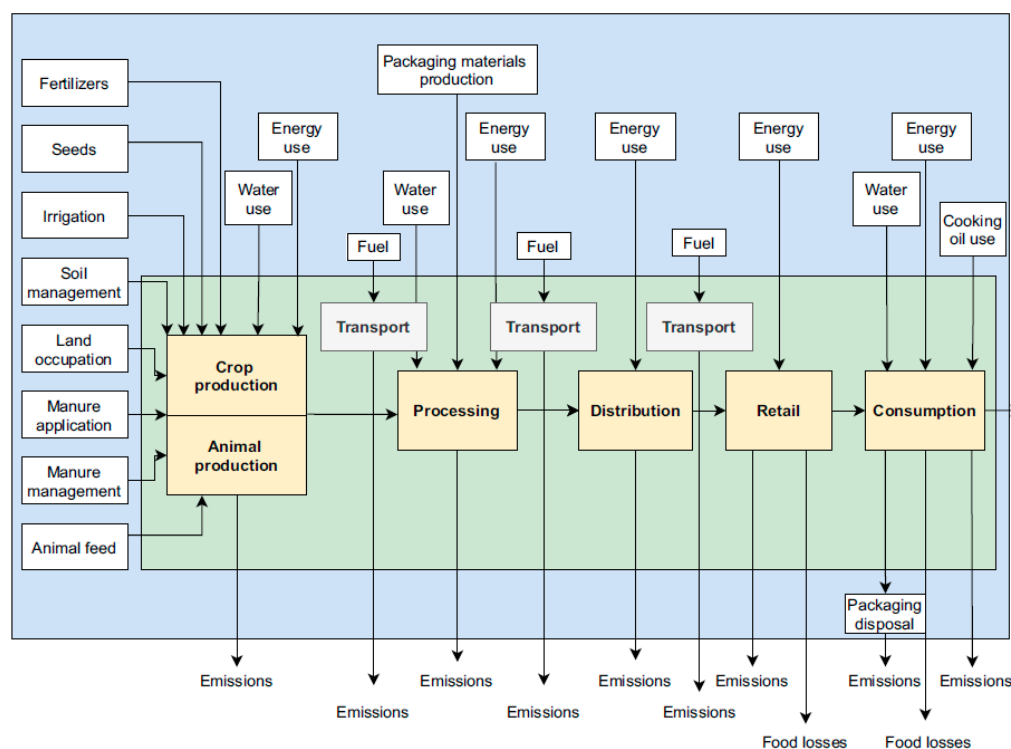 Packaging materials
production
Fertilizers
Seeds
Irrigation
Soil
management
Land
occupation
Manure
application
Manure
management
Animal feed
Energy
use
Water
use
Fuel
Water
use
Energy
use
Fuel
Energy
use
Fuel
Energy
use
Water
use
Energy
use
Cooking
oil use
Transport
Transport
Transport
Crop
production
Animal
production
Processing
Distribution
Retail
Consumption
Packaging
disposal
Emissions
Emissions
Emissions
Emissions
Emissions
Emissions
Emissions
Emissions
Emissions
Food losses
Food losses